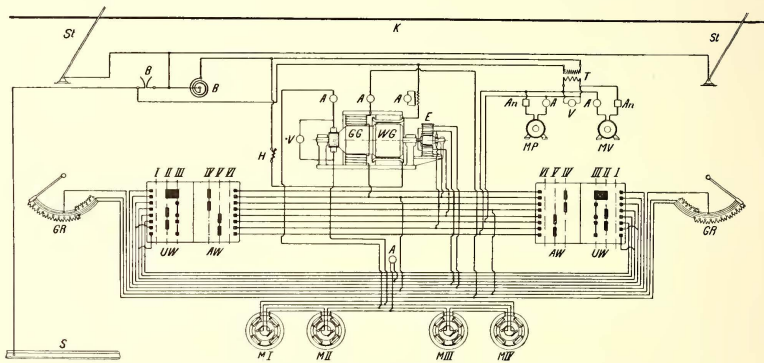 St K St
B B T
A A A An A V A An
V GG WG E MP MV
H
I II III IV V VI VI V IV III II I
GR GR
UW AW A AW UW
S
M I M II M III M IV